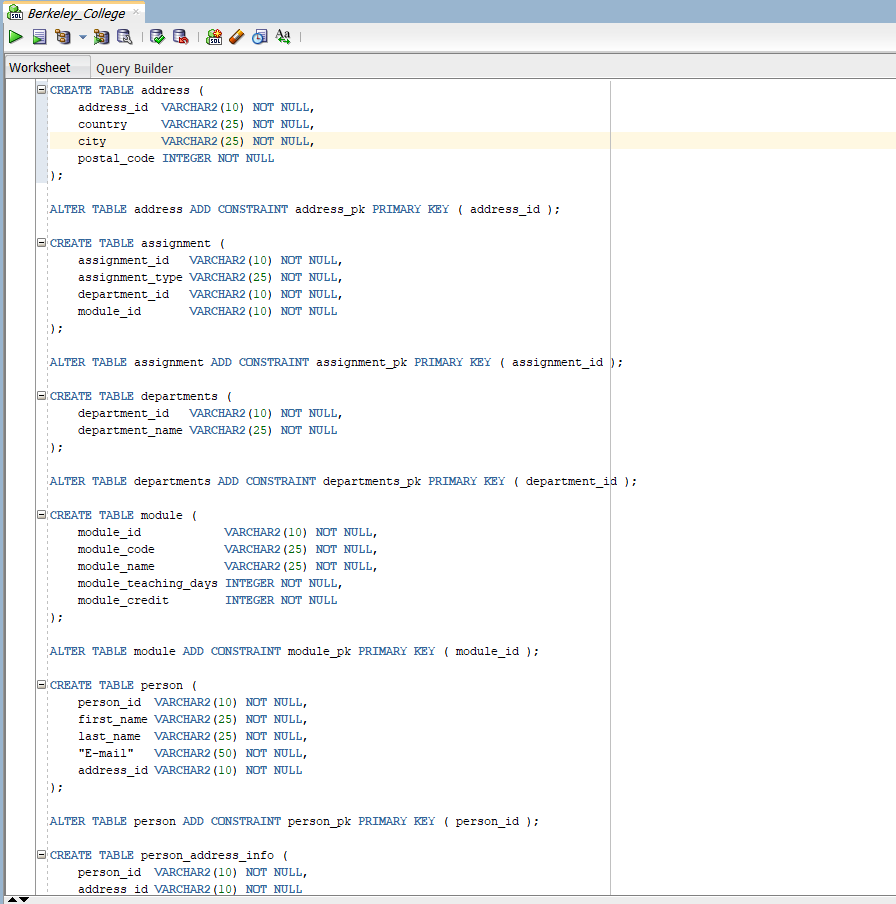 Berkeley_College
Worksheet Query Builder
CREATE TABLE address (
    address_id  VARCHAR2(10) NOT NULL,
    country     VARCHAR2(25) NOT NULL,
    city        VARCHAR2(25) NOT NULL,
    postal_code INTEGER NOT NULL
);
ALTER TABLE address ADD CONSTRAINT address_pk PRIMARY KEY ( address_id );
CREATE TABLE assignment (
    assignment_id   VARCHAR2(10) NOT NULL,
    assignment_type VARCHAR2(25) NOT NULL,
    department_id   VARCHAR2(10) NOT NULL,
    module_id       VARCHAR2(10) NOT NULL
);
ALTER TABLE assignment ADD CONSTRAINT assignment_pk PRIMARY KEY ( assignment_id );
CREATE TABLE departments (
    department_id   VARCHAR2(10) NOT NULL,
    department_name VARCHAR2(25) NOT NULL
);
ALTER TABLE departments ADD CONSTRAINT departments_pk PRIMARY KEY ( department_id );
CREATE TABLE module (
    module_id            VARCHAR2(10) NOT NULL,
    module_code          VARCHAR2(25) NOT NULL,
    module_name          VARCHAR2(25) NOT NULL,
    module_teaching_days INTEGER NOT NULL,
    module_credit        INTEGER NOT NULL
);
ALTER TABLE module ADD CONSTRAINT module_pk PRIMARY KEY ( module_id );
CREATE TABLE person (
    person_id  VARCHAR2(10) NOT NULL,
    first_name VARCHAR2(25) NOT NULL,
    last_name  VARCHAR2(25) NOT NULL,
    "E-mail"   VARCHAR2(50) NOT NULL,
    address_id VARCHAR2(10) NOT NULL
);
ALTER TABLE person ADD CONSTRAINT person_pk PRIMARY KEY ( person_id );
CREATE TABLE person_address_info (
    person_id  VARCHAR2(10) NOT NULL,
    address_id VARCHAR2(10) NOT NULL